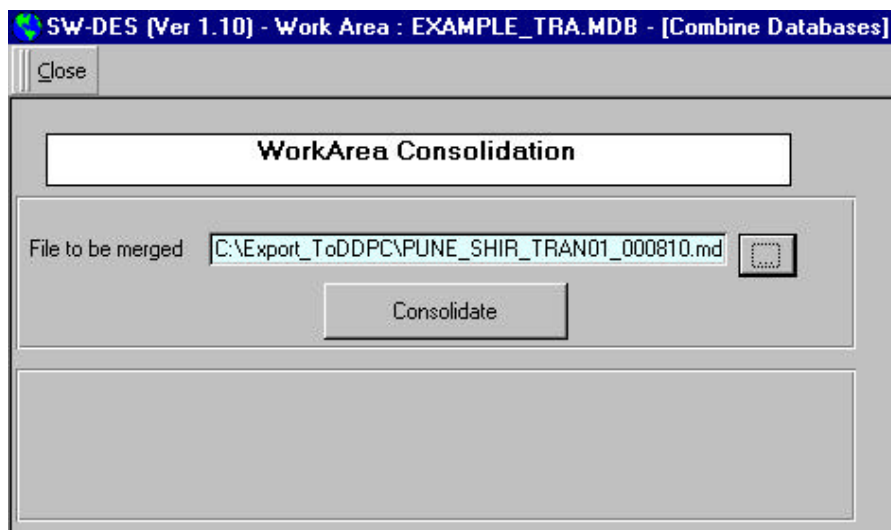 SW-DES (Ver 1.10) - Work Area : EXAMPLE_TRA.MDB - [Combine Databases]
Close
WorkArea Consolidation
File to be merged C:\Export_ToDDPC\PUNE_SHIR_TRAN01_000810.md ...
Consolidate